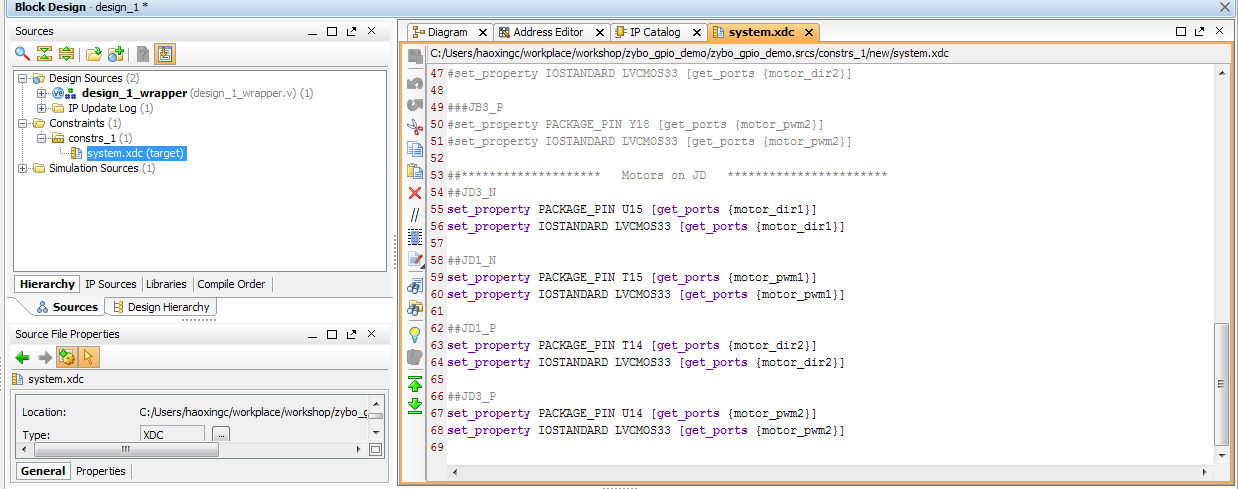 Block Design - design_1 *
Sources
Design Sources (2)
design_1_wrapper (design_1_wrapper.v) (1)
IP Update Log (1)
Constraints (1)
constrs_1 (1)
system.xdc (target)
Simulation Sources (1)
Hierarchy IP Sources Libraries Compile Order
Sources Design Hierarchy
Source File Properties
system.xdc
Location: C:/Users/haoxingc/workplace/workshop/zybo_g
Type: XDC ...
General Properties
Diagram Address Editor IP Catalog system.xdc
C:/Users/haoxingc/workplace/workshop/zybo_gpio_demo/zybo_gpio_demo.srcs/constrs_1/new/system.xdc
47 #set_property IOSTANDARD LVCMOS33 [get_ports {motor_dir2}]
48
49 ###JB3_P
50 #set_property PACKAGE_PIN Y18 [get_ports {motor_pwm2}]
51 #set_property IOSTANDARD LVCMOS33 [get_ports {motor_pwm2}]
52
53 ##******************** Motors on JD ***********************
54 ##JD3_N
55 set_property PACKAGE_PIN U15 [get_ports {motor_dir1}]
56 set_property IOSTANDARD LVCMOS33 [get_ports {motor_dir1}]
57
58 ##JD1_N
59 set_property PACKAGE_PIN T15 [get_ports {motor_pwm1}]
60 set_property IOSTANDARD LVCMOS33 [get_ports {motor_pwm1}]
61
62 ##JD1_P
63 set_property PACKAGE_PIN T14 [get_ports {motor_dir2}]
64 set_property IOSTANDARD LVCMOS33 [get_ports {motor_dir2}]
65
66 ##JD3_P
67 set_property PACKAGE_PIN U14 [get_ports {motor_pwm2}]
68 set_property IOSTANDARD LVCMOS33 [get_ports {motor_pwm2}]
69